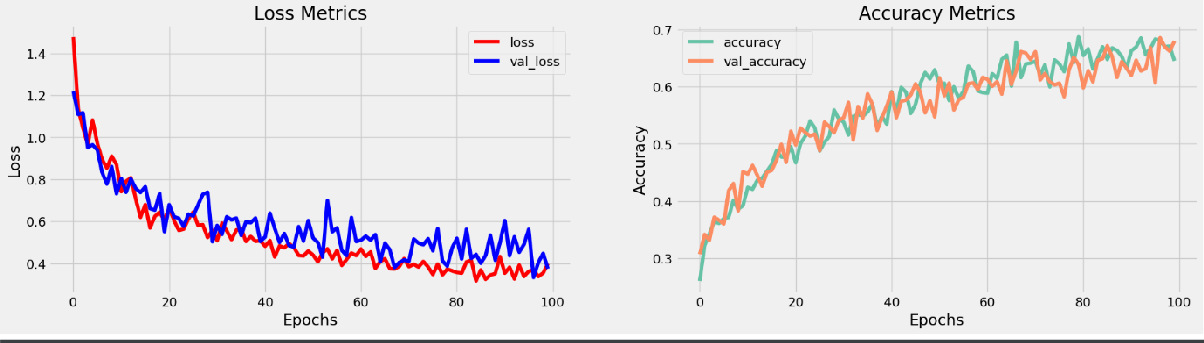 Loss Metrics
1.4
1.2
1.0
0.8
0.6
0.4
Loss
loss
val_loss
0 20 40 60 80 100
Epochs
Accuracy Metrics
0.7
0.6
0.5
0.4
0.3
Accuracy
accuracy
val_accuracy
0 20 40 60 80 100
Epochs